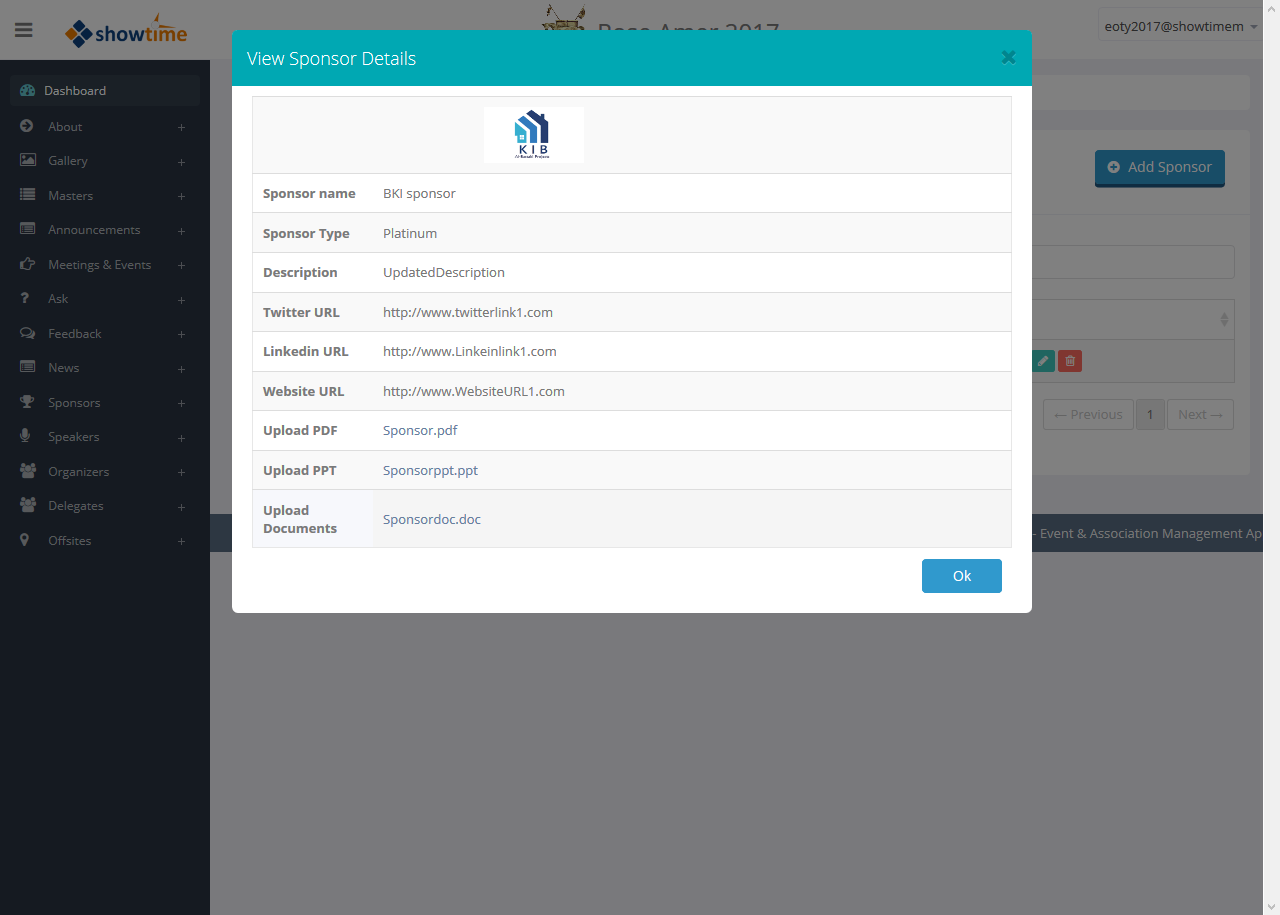 showtime
Rose Amor 2017
eoty2017@showtimem
View Sponsor Details
Dashboard
About
Gallery
Masters
Announcements
Meetings & Events
Ask
Feedback
News
Sponsors
Speakers
Organizers
Delegates
Offsites
Add Sponsor
KIB
Sponsor name BKI sponsor
Sponsor Type Platinum
Description UpdatedDescription
Twitter URL http://www.twitterlink1.com
Linkedin URL http://www.Linkeinlink1.com
Website URL http://www.WebsiteURL1.com
Upload PDF Sponsor.pdf
Upload PPT Sponsorppt.ppt
Upload
Documents Sponsordoc.doc
Ok
← Previous 1 Next →
- Event & Association Management Ap